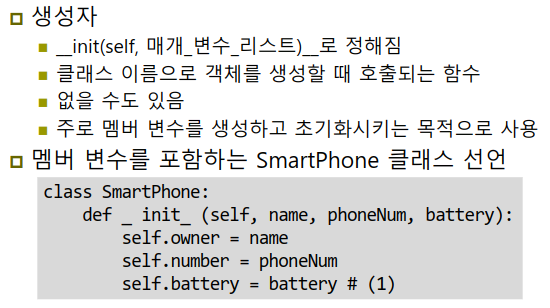 생성자
__init(self, 매개_변수_리스트)__로 정해짐
클래스 이름으로 객체를 생성할 때 호출되는 함수
없을 수도 있음
주로 멤버 변수를 생성하고 초기화시키는 목적으로 사용
멤버 변수를 포함하는 SmartPhone 클래스 선언
class SmartPhone:
    def _ init_ (self, name, phoneNum, battery):
        self.owner = name
        self.number = phoneNum
        self.battery = battery # (1)